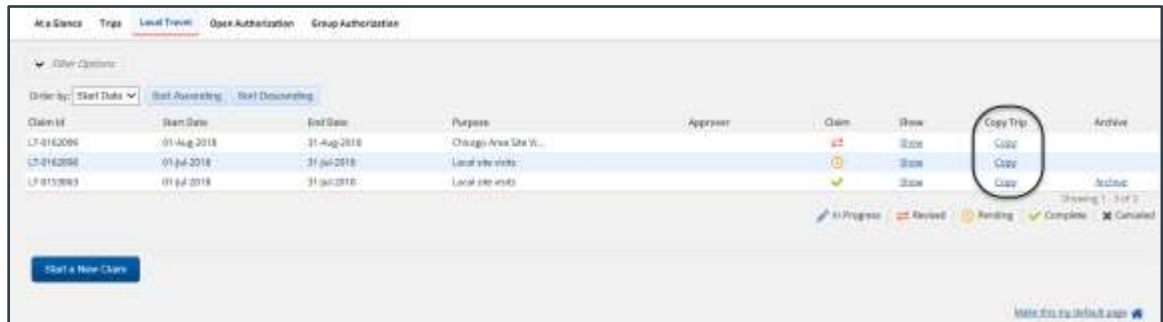 At a Glance Trips Local Travel Open Authorization Group Authorization
Filter Options
Order by: Start Date Sort Ascending Sort Descending
Claim Id Start Date End Date Purpose Approver Claim Show Copy Trip Archive
01-Aug-2018 31-Aug-2018 Chicago Area Site Vi... Show Copy
01-Jul-2018 31-Jul-2018 Local site visits Show Copy
01-Jul-2018 31-Jul-2018 Local site visits Show Copy Archive
Showing 1 - 3 of 3
In Progress Revised Pending Complete Canceled
Start a New Claim
Make this my default page